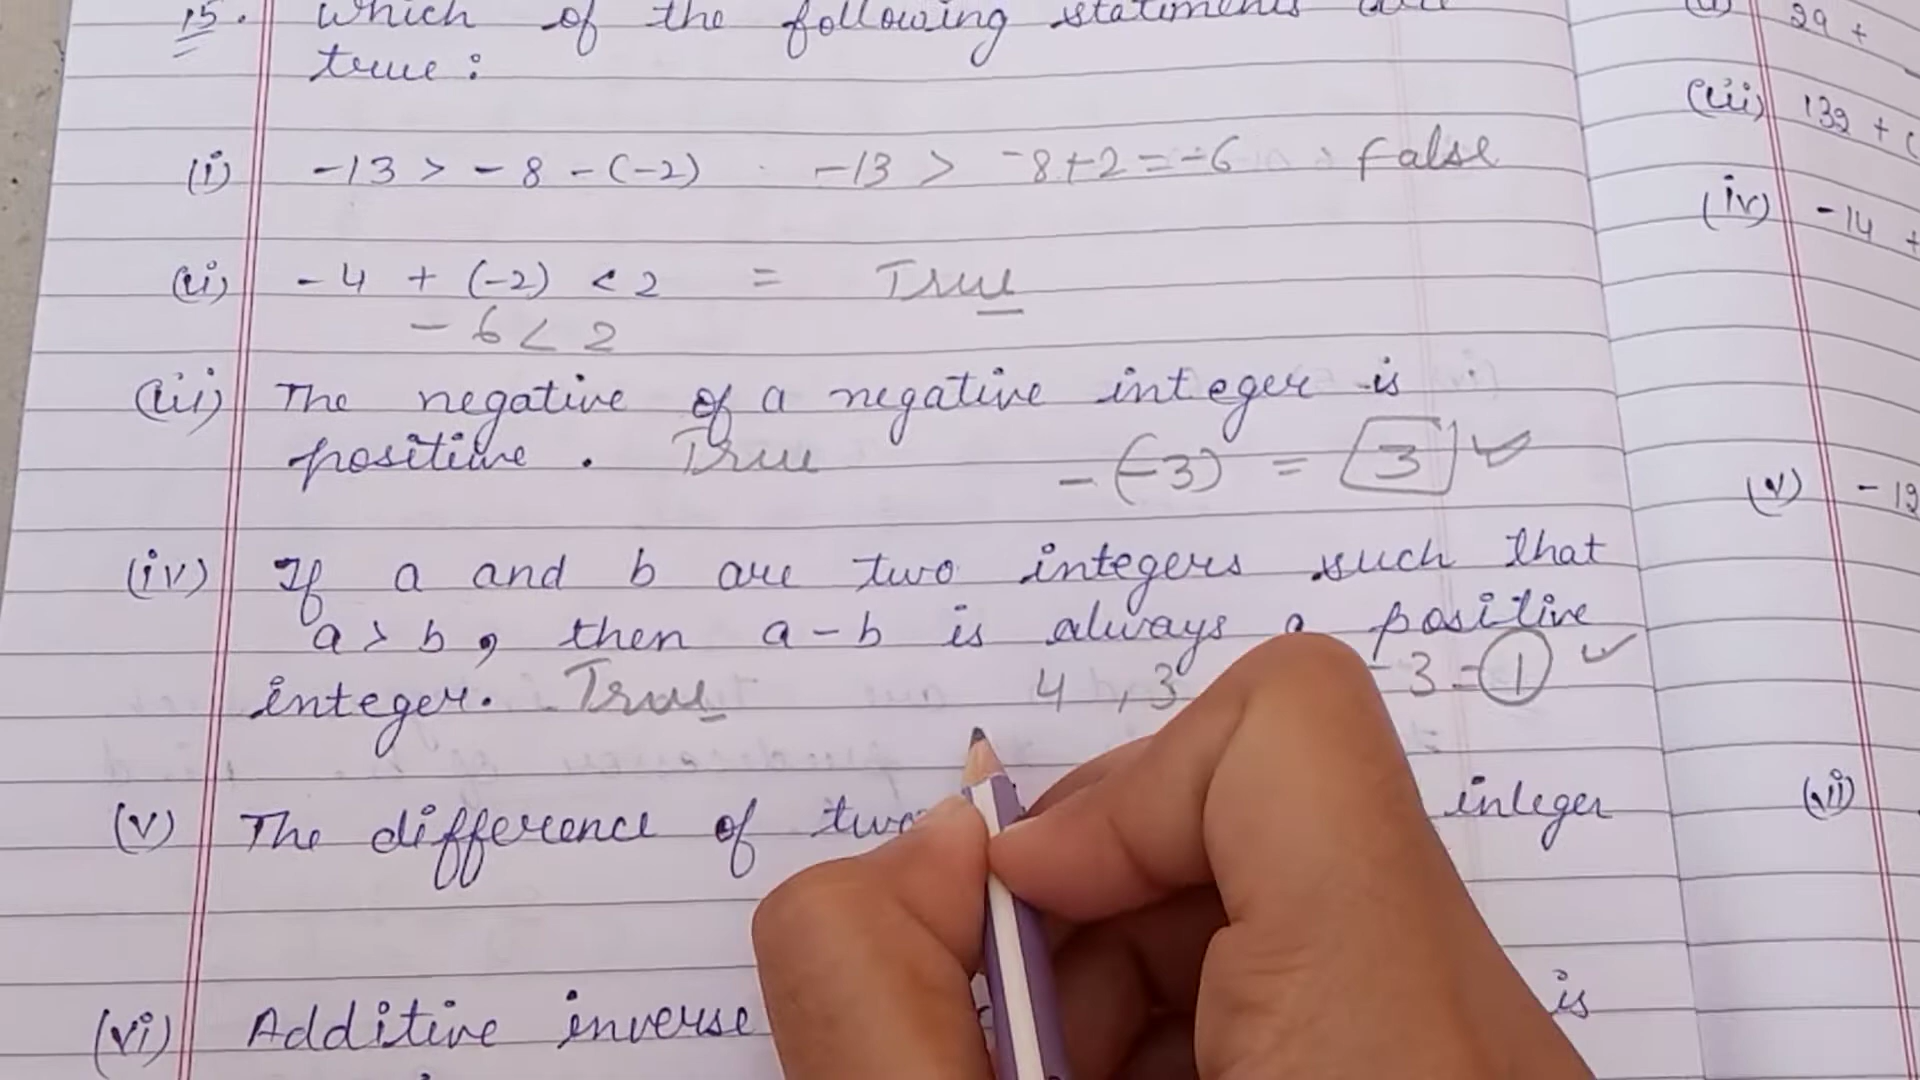 15. Which of the following statements are
true:
(i) -13 > -8 -(-2) -13 > -8+2=-6 False
(ii) -4 + (-2) < 2 = True
-6 < 2
(iii) The negative of a negative integer is
positive. True -(-3) = 3 ✓
(iv) If a and b are two integers such that
a > b, then a-b is always a positive
integer. True 4, 3 - 3 = 1 ✓
(v) The difference of two integer
(vi) Additive inverse is
29 +
(iii) 139 + (
(iv) -14 +
(v) -19
(vii)